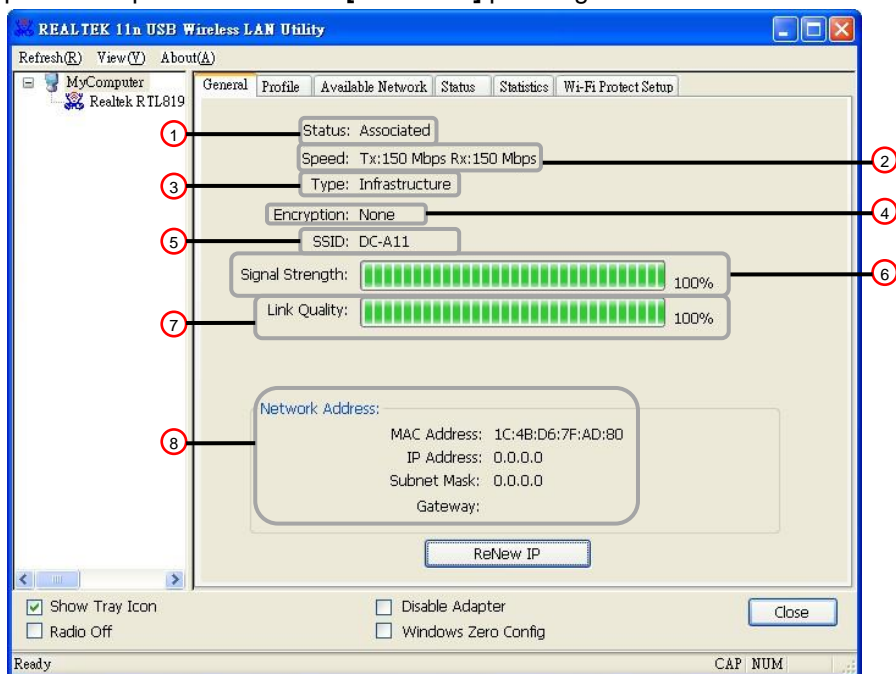 REALTEK 11n USB Wireless LAN Utility
Refresh(R) View(V) About(A)
MyComputer
Realtek RTL819
General Profile Available Network Status Statistics Wi-Fi Protect Setup
1 Status: Associated
Speed: Tx:150 Mbps Rx:150 Mbps 2
3 Type: Infrastructure
Encryption: None 4
5 SSID: DC-A11
Signal Strength: 100% 6
7 Link Quality: 100%
Network Address:
8 MAC Address: 1C:4B:D6:7F:AD:80
IP Address: 0.0.0.0
Subnet Mask: 0.0.0.0
Gateway:
ReNew IP
Show Tray Icon Disable Adapter Close
Radio Off Windows Zero Config
Ready CAP NUM